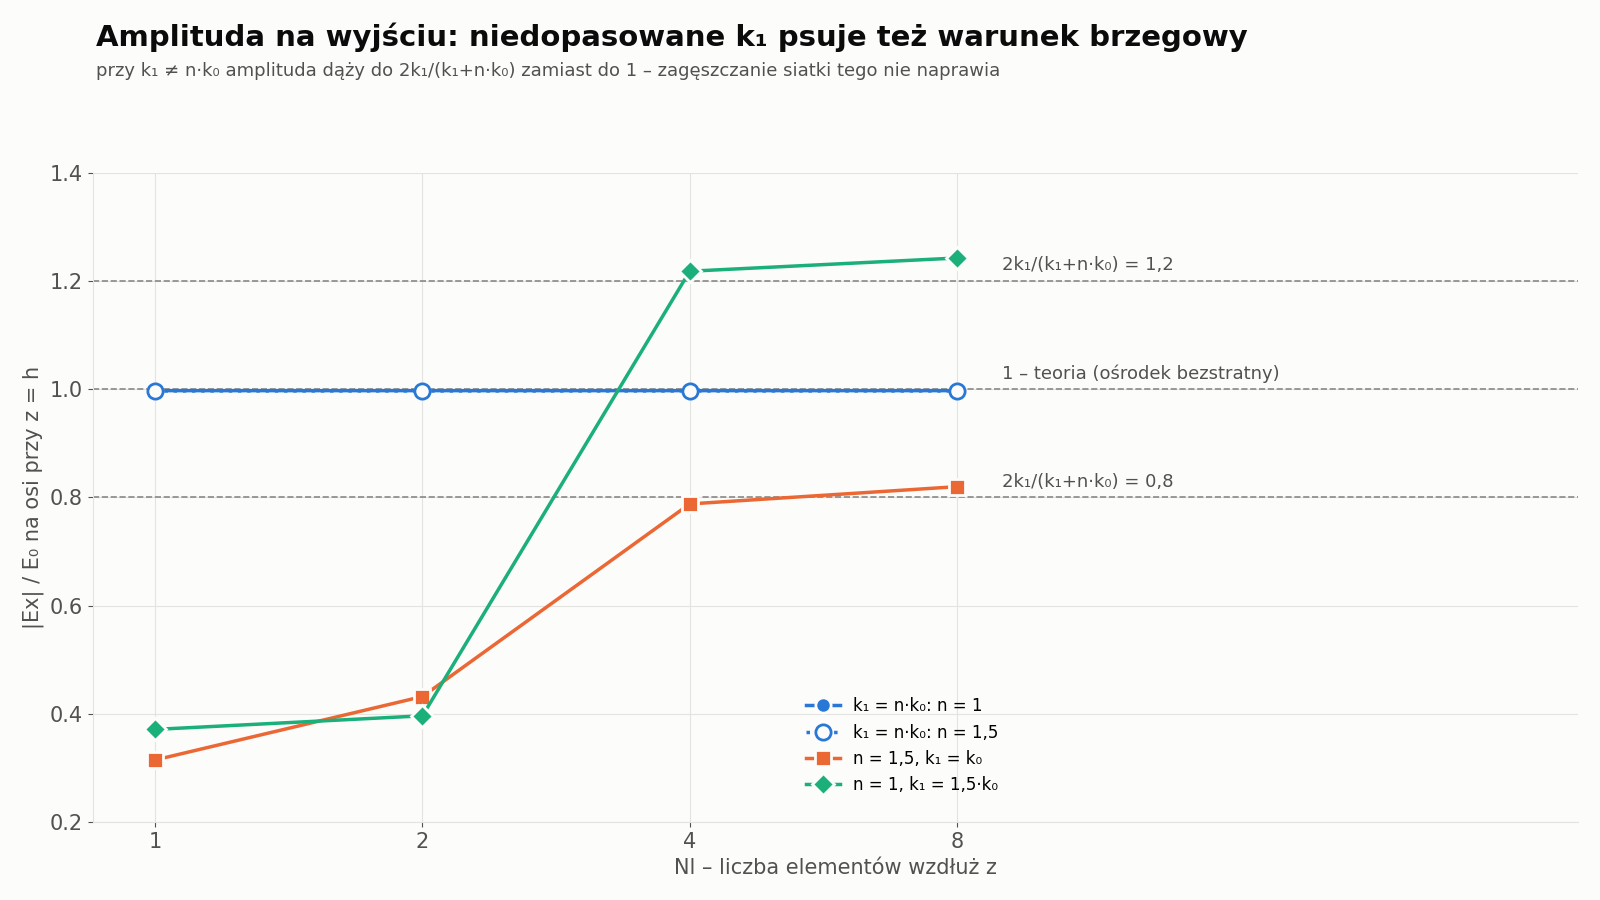 Amplituda na wyjściu: niedopasowane k₁ psuje też warunek brzegowy
przy k₁ ≠ n·k₀ amplituda dąży do 2k₁/(k₁+n·k₀) zamiast do 1 – zagęszczanie siatki tego nie naprawia
|Ex| / E₀ na osi przy z = h
1.4
1.2
1.0
0.8
0.6
0.4
0.2
2k₁/(k₁+n·k₀) = 1,2
1 – teoria (ośrodek bezstratny)
2k₁/(k₁+n·k₀) = 0,8
k₁ = n·k₀: n = 1
k₁ = n·k₀: n = 1,5
n = 1,5, k₁ = k₀
n = 1, k₁ = 1,5·k₀
1 2 4 8
Nl – liczba elementów wzdłuż z